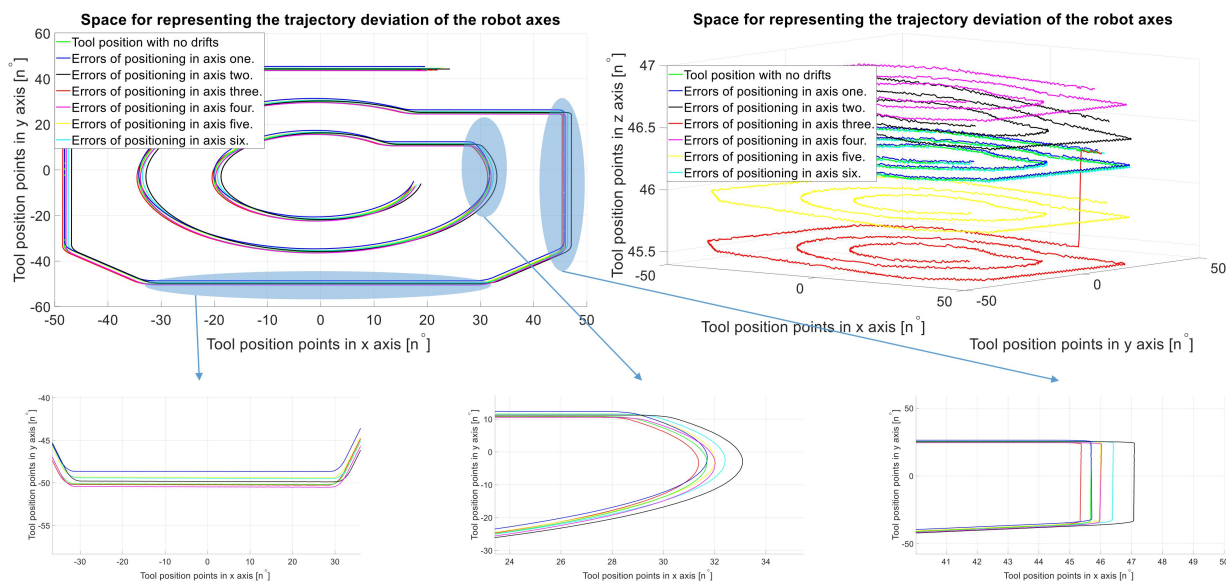 Space for representing the trajectory deviation of the robot axes
60
40
20
0
-20
-40
-60
-50
-40
-30
-20
-10
0
10
20
30
40
50
Tool position points in y axis [n°]
Tool position points in x axis [n°]
Tool position with no drifts
Errors of positioning in axis one.
Errors of positioning in axis two.
Errors of positioning in axis three.
Errors of positioning in axis four.
Errors of positioning in axis five.
Errors of positioning in axis six.
Space for representing the trajectory deviation of the robot axes
47
46.5
46
45.5
-50
0
50
-50
0
50
Tool position points in z axis [n°]
Tool position points in x axis [n°]
Tool position points in y axis [n°]
Tool position with no drifts
Errors of positioning in axis one.
Errors of positioning in axis two.
Errors of positioning in axis three.
Errors of positioning in axis four.
Errors of positioning in axis five.
Errors of positioning in axis six.
-40
-45
-50
-55
-30
-20
-10
0
10
20
30
Tool position points in y axis [n°]
Tool position points in x axis [n°]
10
0
-10
-20
-30
24
26
28
30
32
34
Tool position points in y axis [n°]
Tool position points in x axis [n°]
50
0
-50
41
42
43
44
45
46
47
48
49
50
Tool position points in y axis [n°]
Tool position points in x axis [n°]